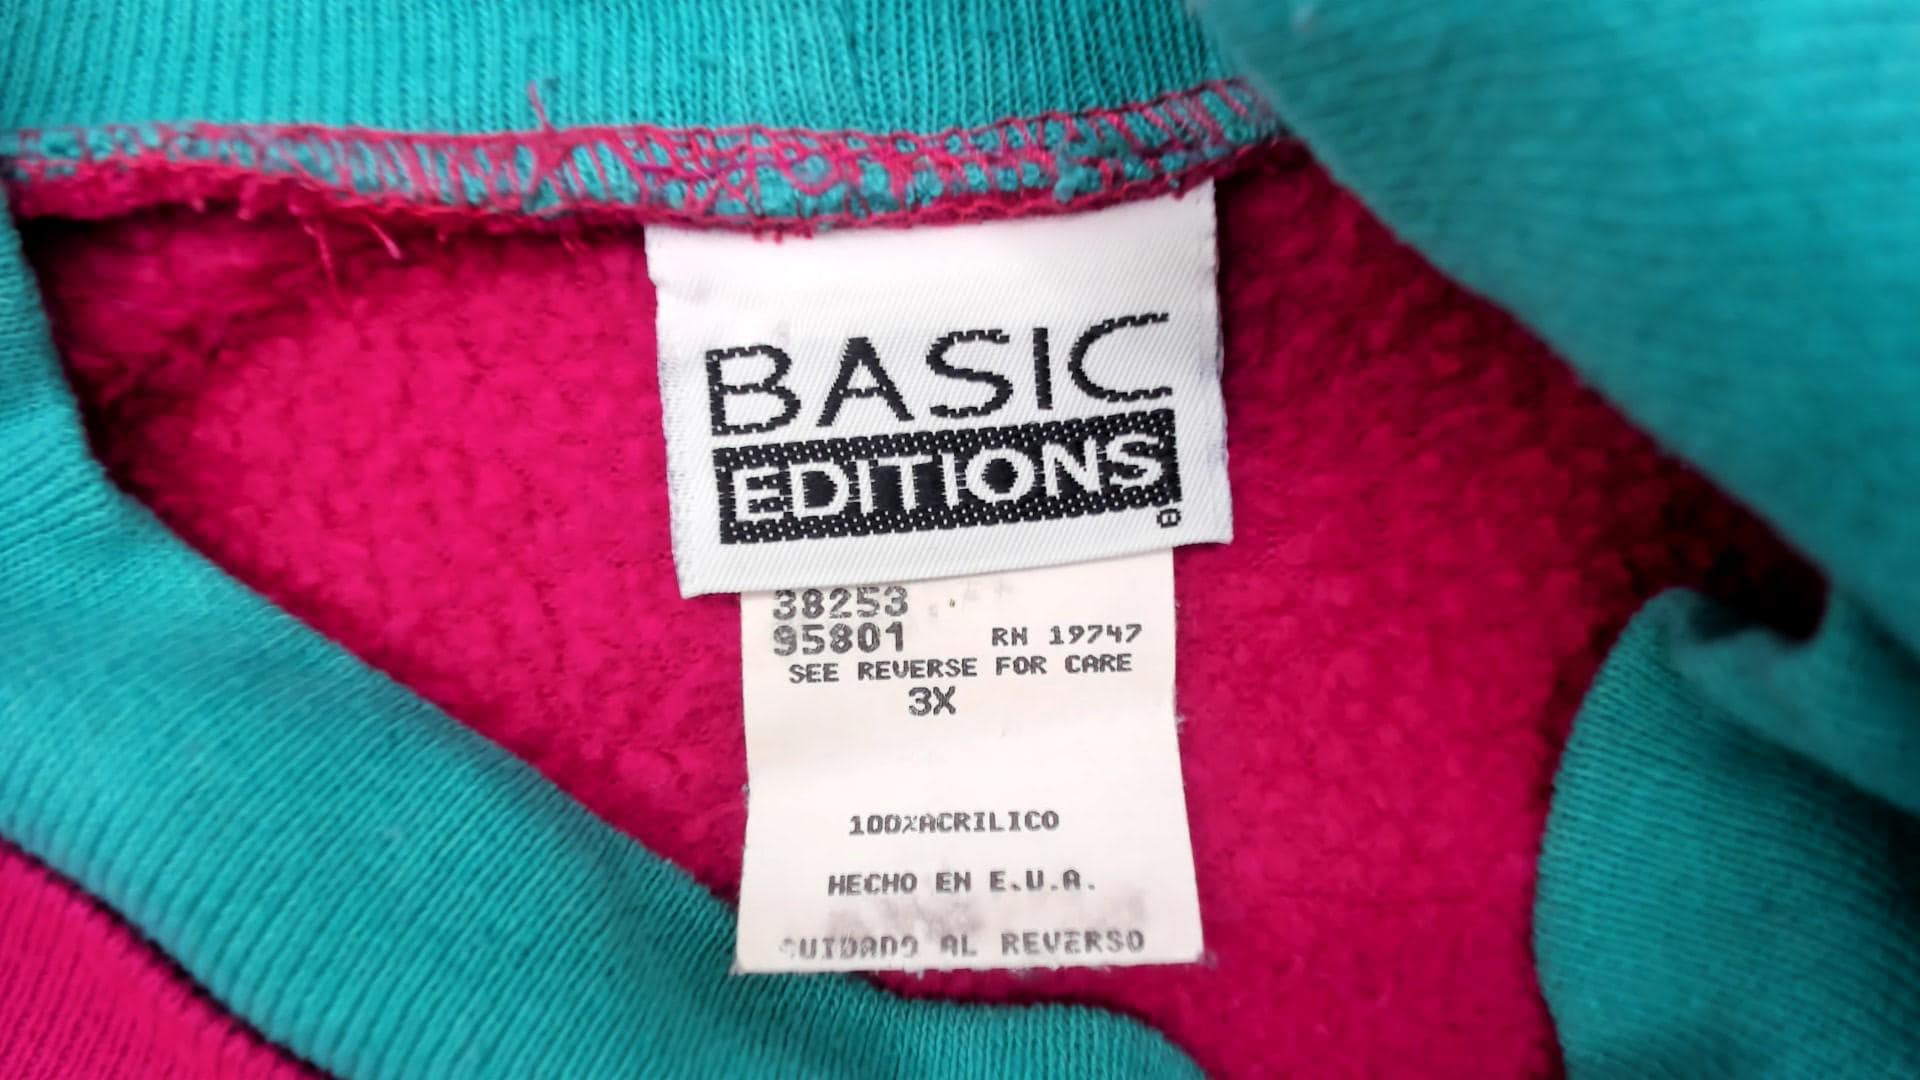 BASIC
EDITIONS®
38253
95801 RN 19747
SEE REVERSE FOR CARE
3X
100%ACRILICO
HECHO EN E.U.A.
CUIDADO AL REVERSO